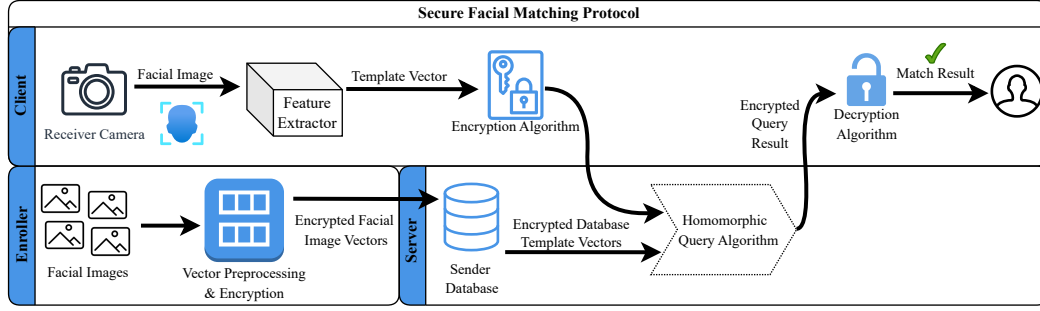 Secure Facial Matching Protocol
Client
Receiver Camera
Facial Image
Feature
Extractor
Template Vector
Encryption Algorithm
Encrypted
Query
Result
Decryption
Algorithm
Match Result
Enroller
Facial Images
Vector Preprocessing
& Encryption
Encrypted Facial
Image Vectors
Server
Sender
Database
Encrypted Database
Template Vectors
Homomorphic
Query Algorithm